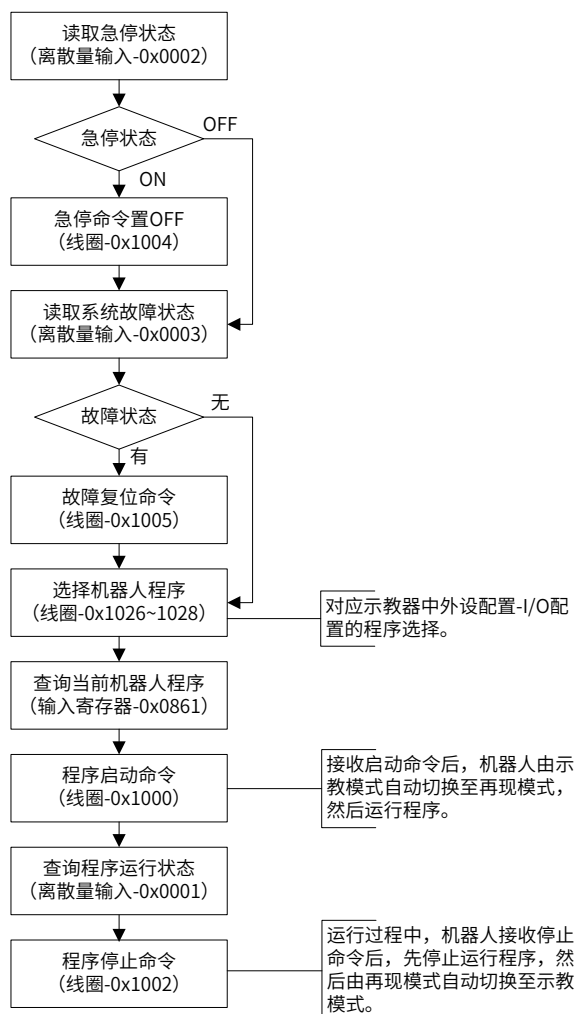 读取急停状态
（离散量输入-0x0002）
急停状态
OFF
ON
急停命令置OFF
（线圈-0x1004）
读取系统故障状态
（离散量输入-0x0003）
故障状态
无
有
故障复位命令
（线圈-0x1005）
选择机器人程序
（线圈-0x1026~1028）
对应示教器中外设配置-I/O配
置的程序选择。
查询当前机器人程序
（输入寄存器-0x0861）
程序启动命令
（线圈-0x1000）
接收启动命令后，机器人由示
教模式自动切换至再现模式，
然后运行程序。
查询程序运行状态
（离散量输入-0x0001）
程序停止命令
（线圈-0x1002）
运行过程中，机器人接收停止
命令后，先停止运行程序，然
后由再现模式自动切换至示教
模式。